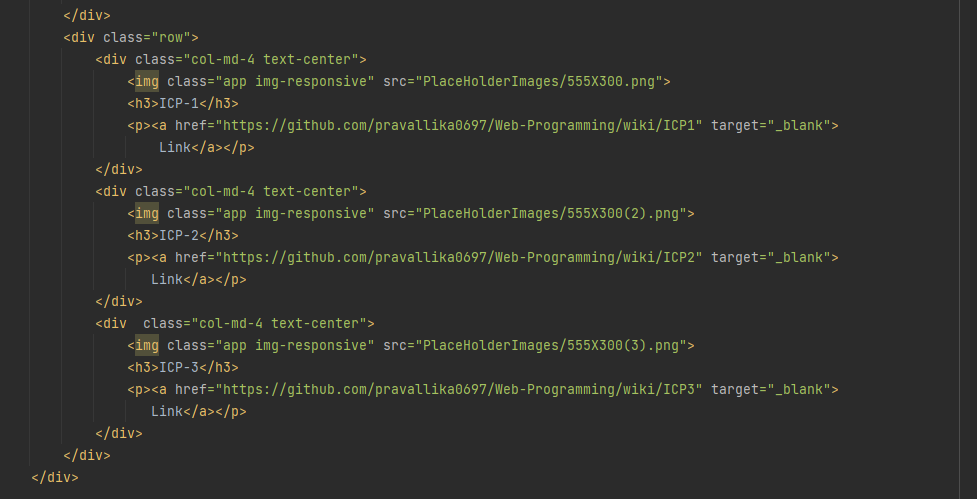 </div>
<div class="row">
<div class="col-md-4 text-center">
<img class="app img-responsive" src="PlaceHolderImages/555X300.png">
<h3>ICP-1</h3>
<p><a href="https://github.com/pravallika0697/Web-Programming/wiki/ICP1" target="_blank">
Link</a></p>
</div>
<div class="col-md-4 text-center">
<img class="app img-responsive" src="PlaceHolderImages/555X300(2).png">
<h3>ICP-2</h3>
<p><a href="https://github.com/pravallika0697/Web-Programming/wiki/ICP2" target="_blank">
Link</a></p>
</div>
<div  class="col-md-4 text-center">
<img class="app img-responsive" src="PlaceHolderImages/555X300(3).png">
<h3>ICP-3</h3>
<p><a href="https://github.com/pravallika0697/Web-Programming/wiki/ICP3" target="_blank">
Link</a></p>
</div>
</div>
</div>